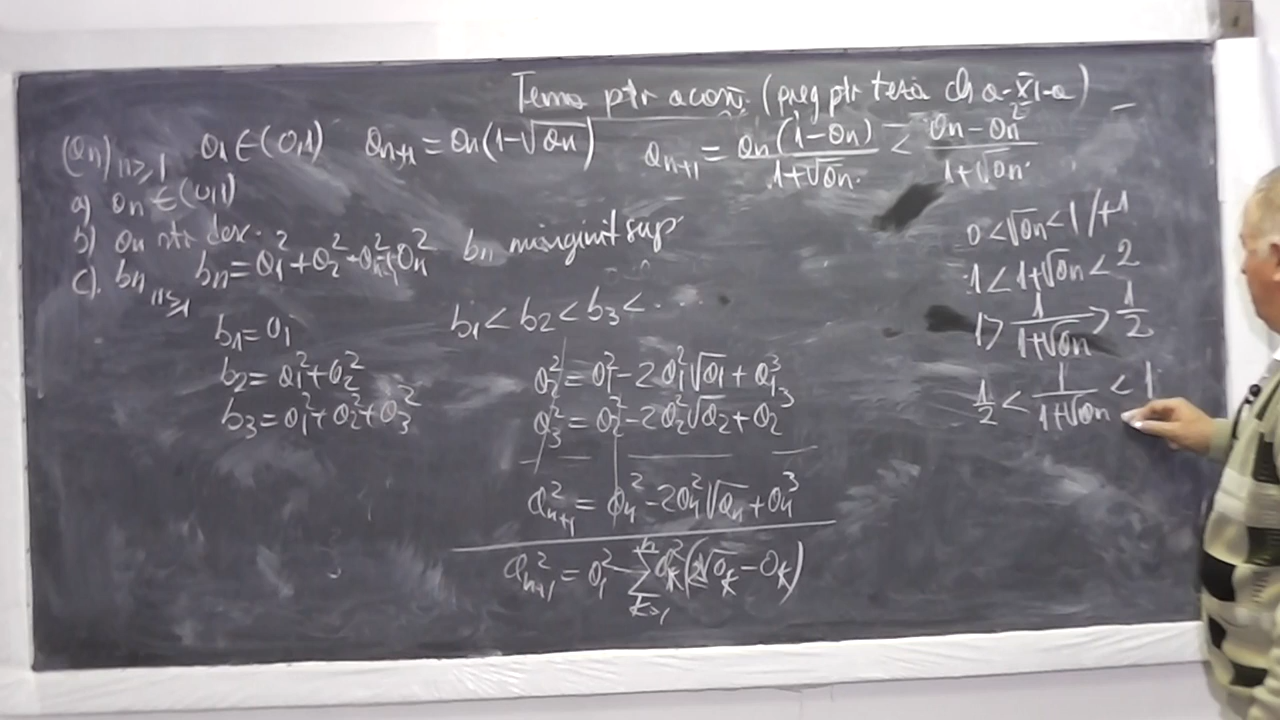 Tema ptr acasă (preg ptr teza cls a-XI-a)
(an) n≥1 a1∈(0,1) an+1=an(1-√an) an+1 = an(1-an)/(1+√an) < (an-an²)/(1+√an)
a) an∈(0,1)
b) an str desc.
c). bn n≥1 bn=a1²+a2²+...+an² bn mărginit sup
b1=a1
b2=a1²+a2²
b3=a1²+a2²+a3²
b1<b2<b3<...
a2²=a1²-2a1²√a1+a1³
a3²=a2²-2a2²√a2+a2³
an+1²=an²-2an²√an+an³
an+1²=a1² ∑ k=1 n ak²(2√ak-ak)
0<√an<1/+1
1<1+√an<2
1>1/(1+√an)>1/2
1/2<1/(1+√an)<1